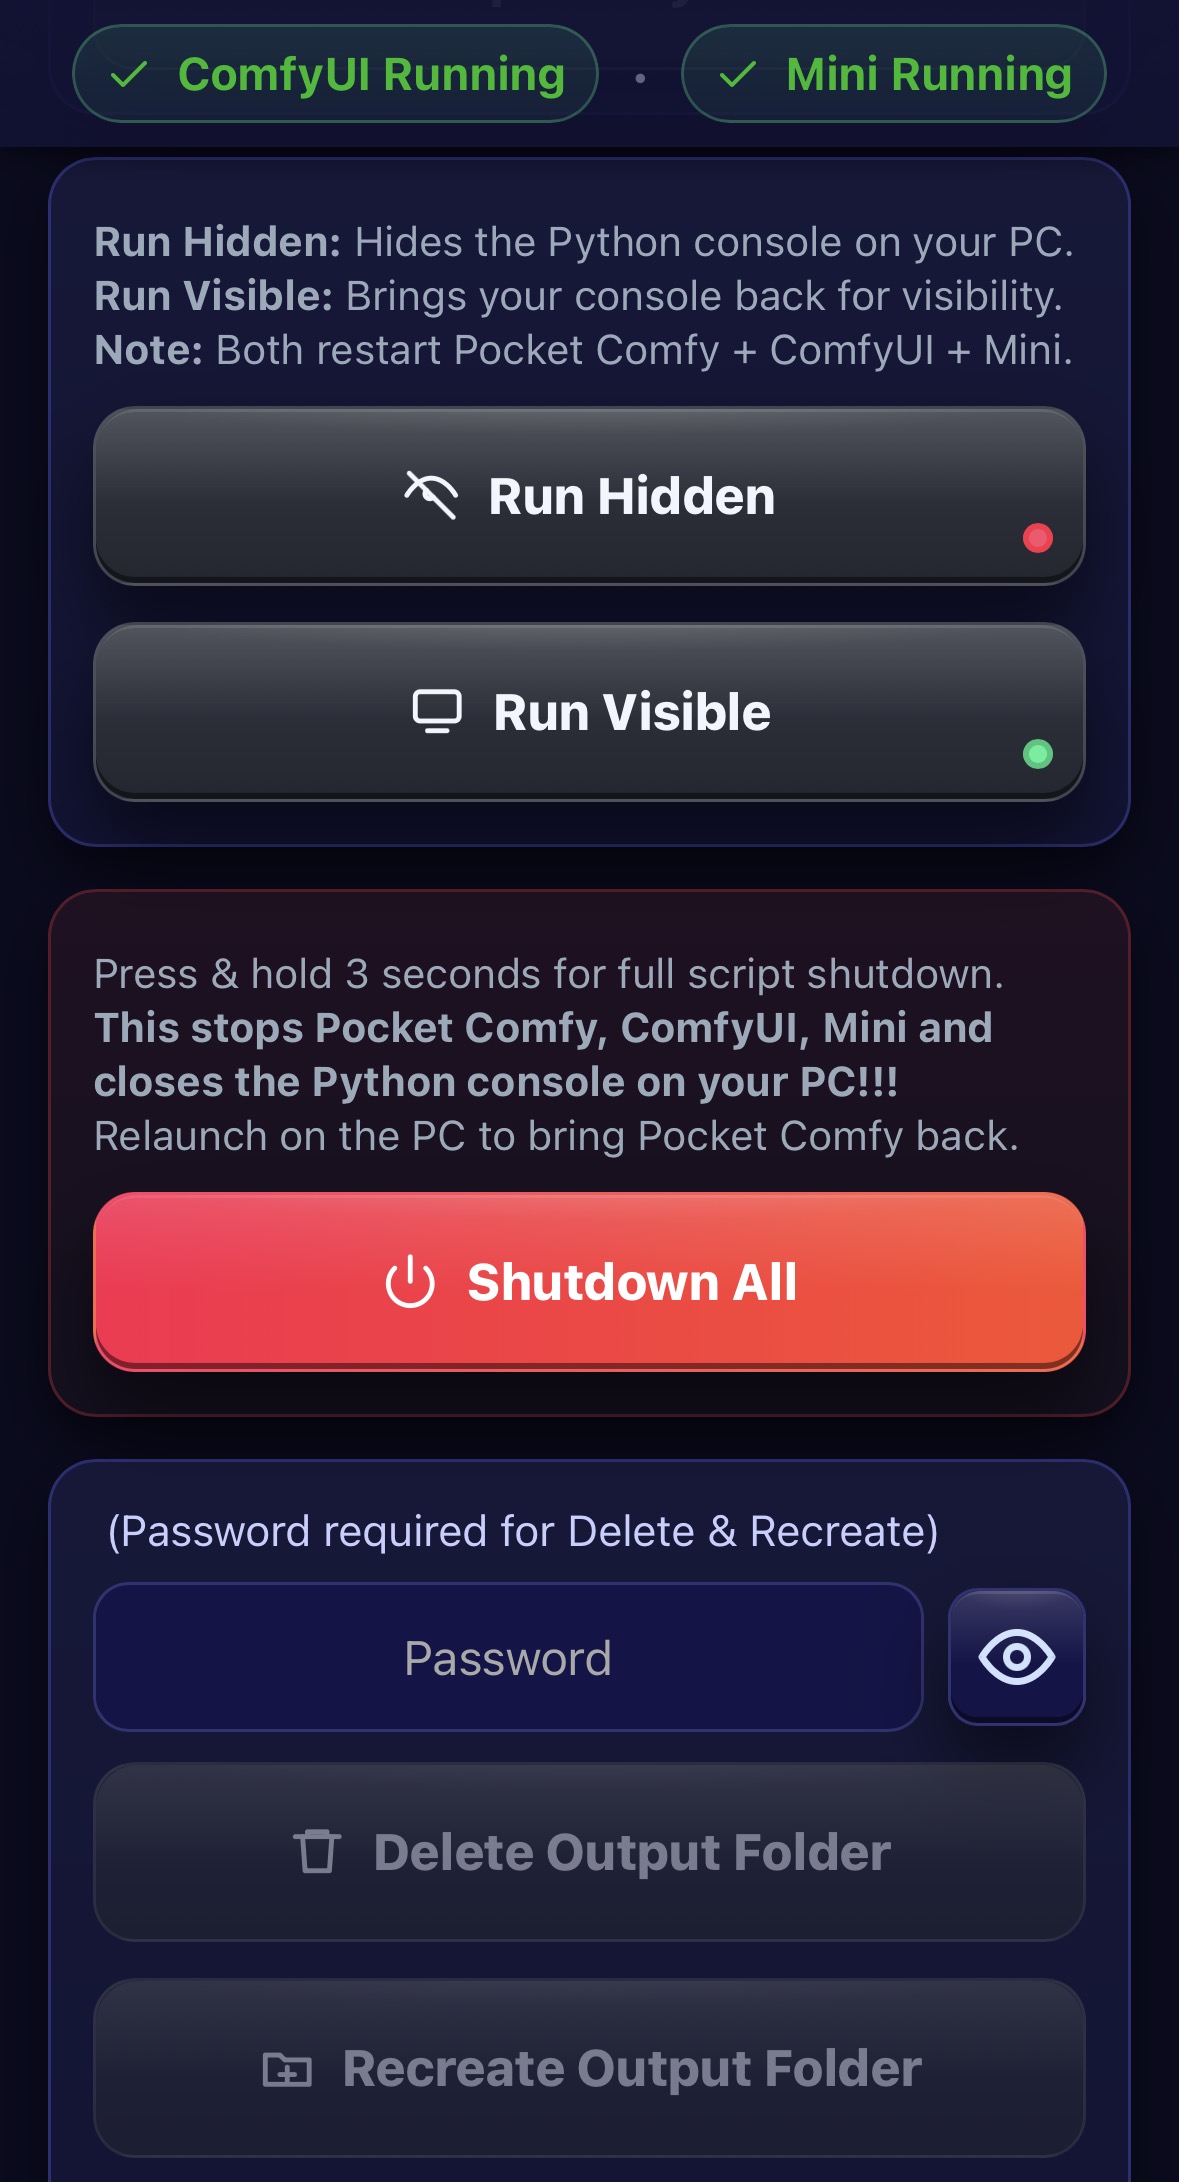 ComfyUI Running • Mini Running
Run Hidden: Hides the Python console on your PC.
Run Visible: Brings your console back for visibility.
Note: Both restart Pocket Comfy + ComfyUI + Mini.
Run Hidden
Run Visible
Press & hold 3 seconds for full script shutdown.
This stops Pocket Comfy, ComfyUI, Mini and
closes the Python console on your PC!!!
Relaunch on the PC to bring Pocket Comfy back.
Shutdown All
(Password required for Delete & Recreate)
Password
Delete Output Folder
Recreate Output Folder